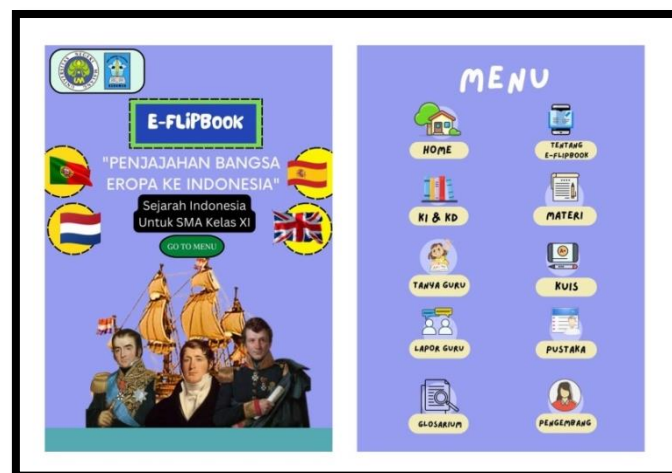 E-FLiPBOOK
"PENJAJAHAN BANGSA
EROPA KE INDONESIA"
Sejarah Indonesia
Untuk SMA Kelas XI
GO TO MENU
MENU
HOME
TENTANG
E-FLIPBOOK
KI & KD
MATERI
TANYA GURU
KUIS
LAPOR GURU
PUSTAKA
GLOSARIUM
PENGEMBANG